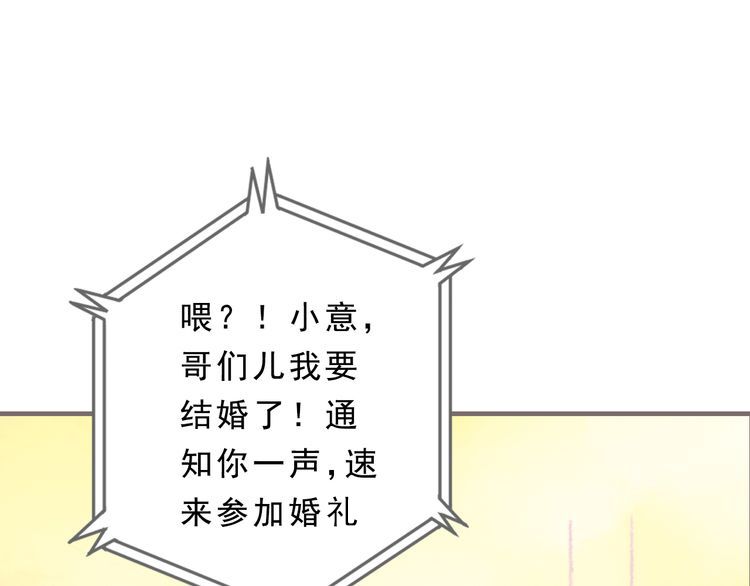 喂？！小意，
哥们儿我要
结婚了！通
知你一声，速
来参加婚礼